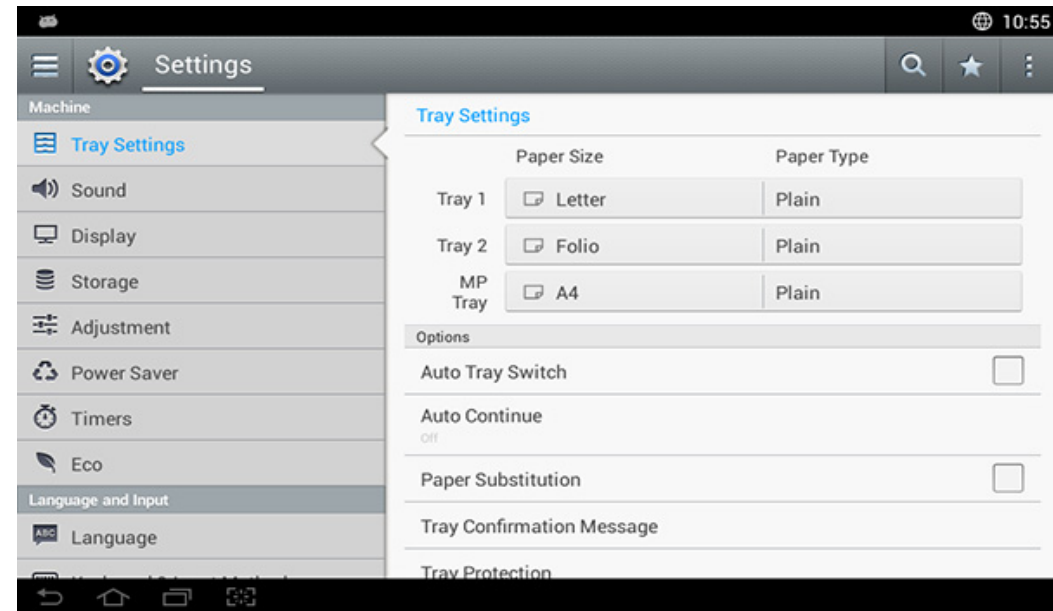 10:55
Settings
Machine
Tray Settings
Sound
Display
Storage
Adjustment
Power Saver
Timers
Eco
Language and Input
ABC
Language
Tray Settings
Paper Size Paper Type
Tray 1 Letter Plain
Tray 2 Folio Plain
MP Tray A4 Plain
Options
Auto Tray Switch
Auto Continue
Off
Paper Substitution
Tray Confirmation Message
Tray Protection